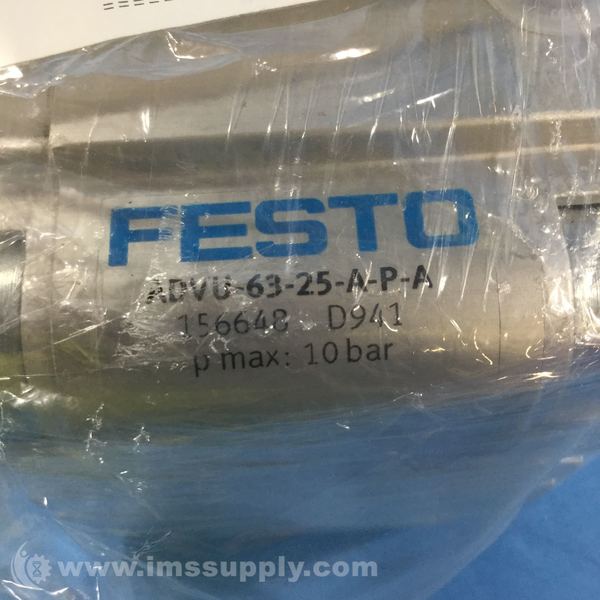 FESTO
ADVU-63-25-A-P-A
156648 D941
p max: 10 bar
www.imssupply.com